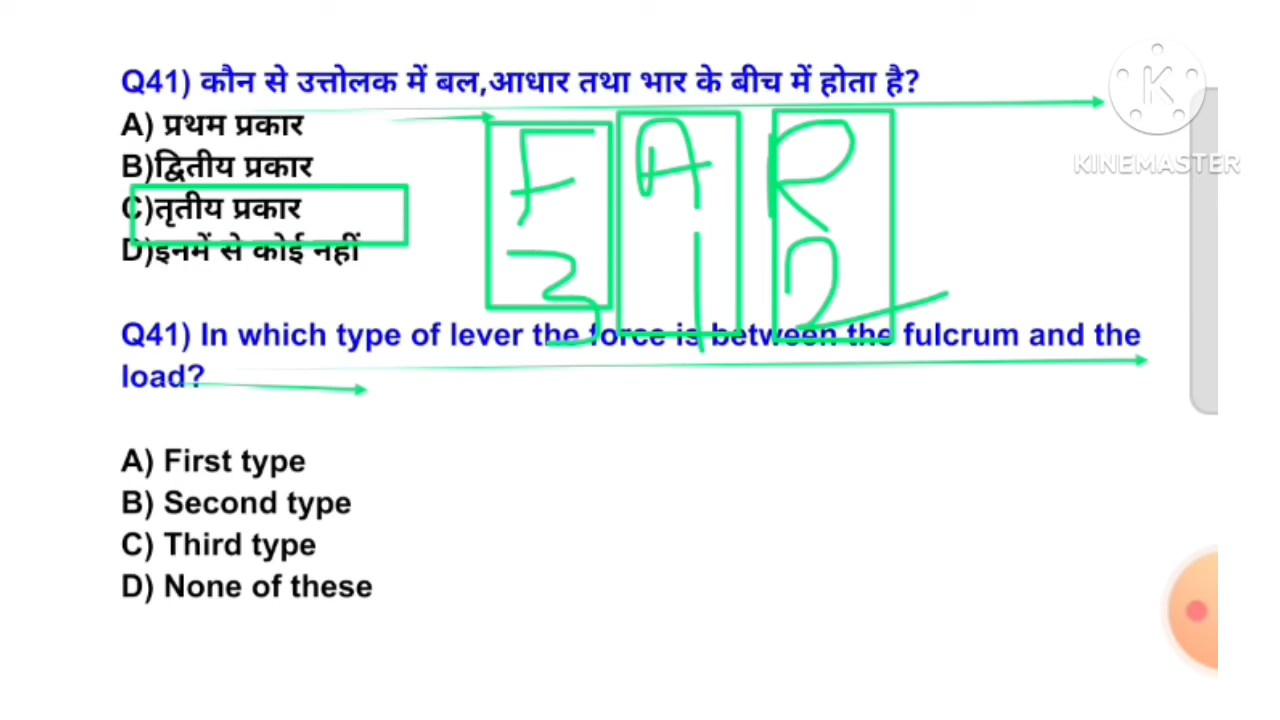 Q41) कौन से उत्तोलक में बल,आधार तथा भार के बीच में होता है?
A) प्रथम प्रकार
B)द्वितीय प्रकार
C)तृतीय प्रकार
D)इनमें से कोई नहीं
F A R
3 1 2
KINEMASTER
Q41) In which type of lever the force is between the fulcrum and the
load?
A) First type
B) Second type
C) Third type
D) None of these